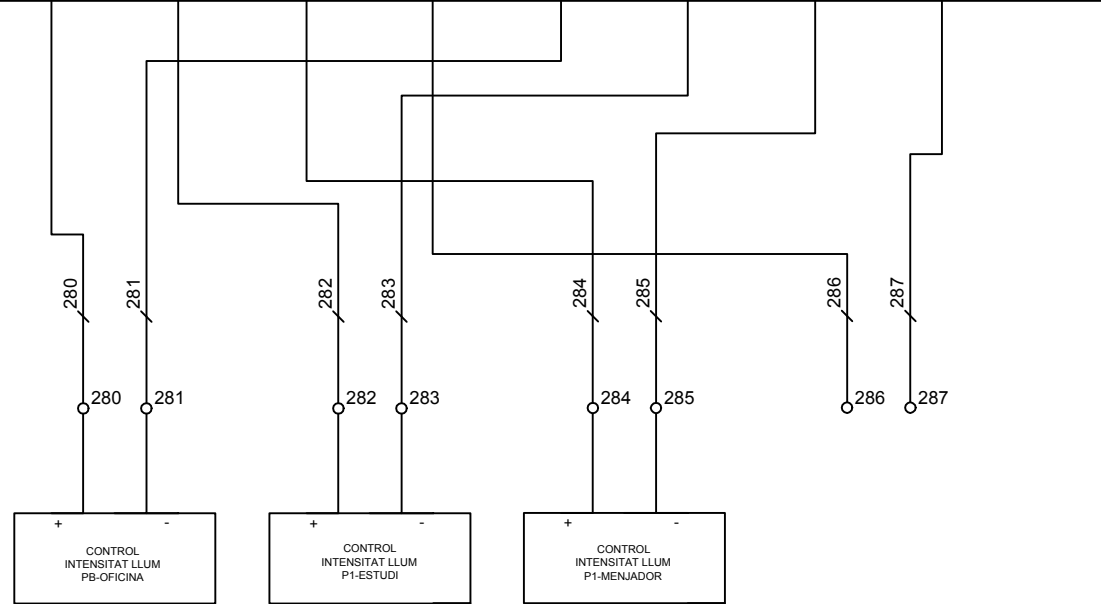 280
281
282
283
284
285
286
287
280
281
282
283
284
285
286
287
+
-
+
-
+
-
CONTROL
INTENSITAT LLUM
PB-OFICINA
CONTROL
INTENSITAT LLUM
P1-ESTUDI
CONTROL
INTENSITAT LLUM
P1-MENJADOR